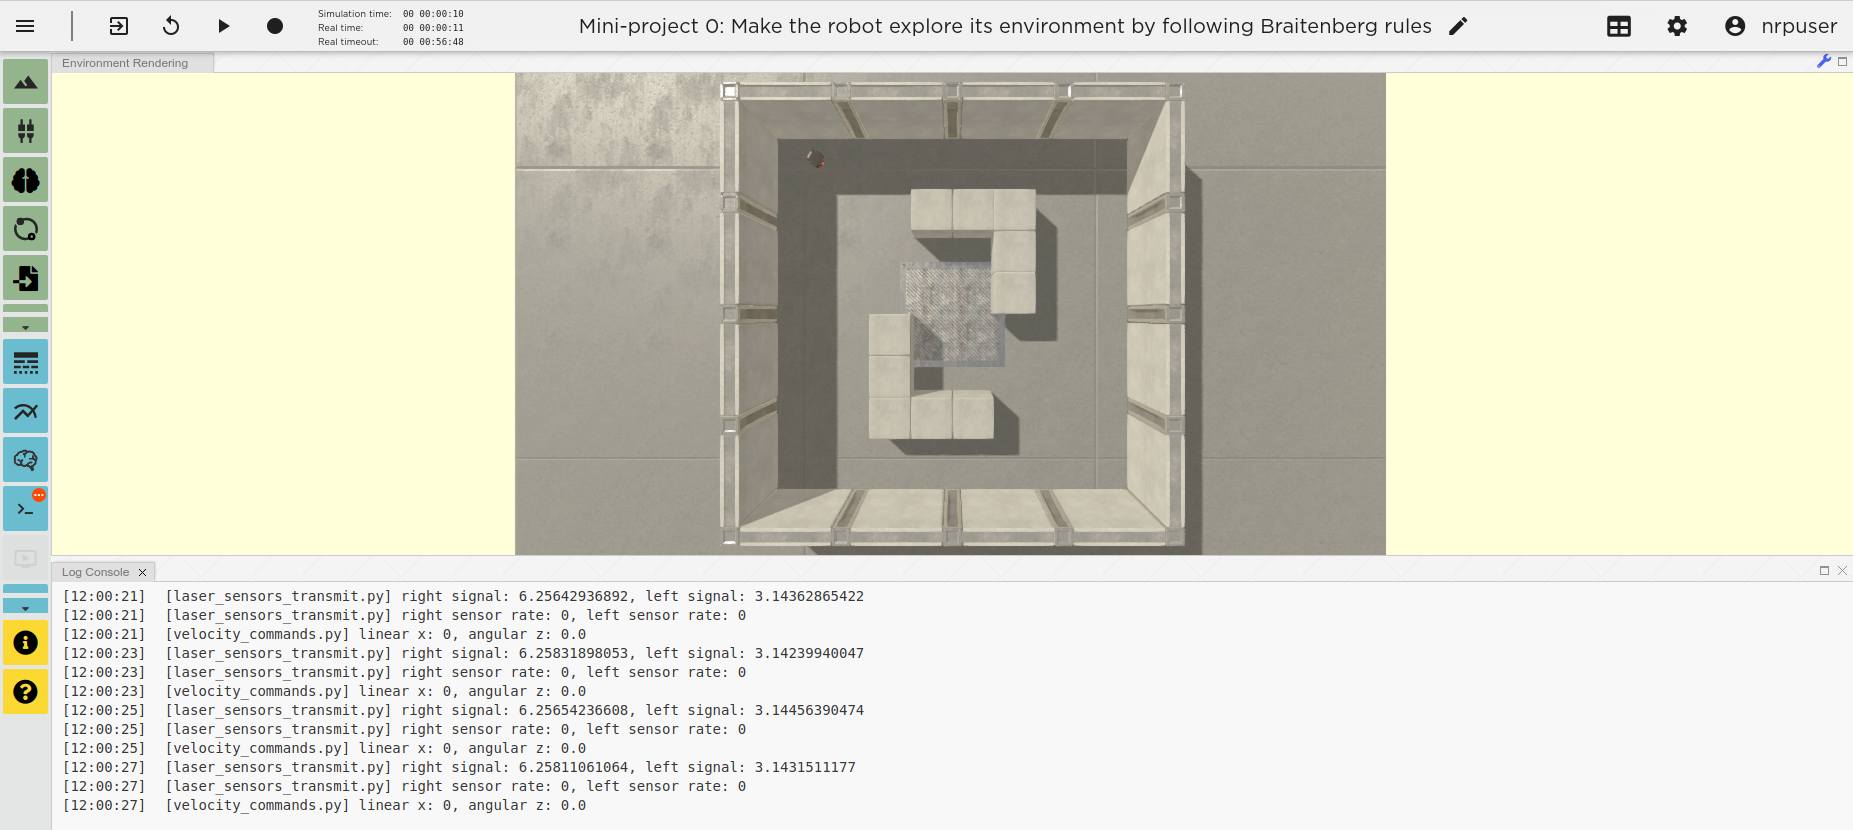 Simulation time: 00 00:00:10
Real time: 00 00:00:11
Real timeout: 00 00:56:48
Mini-project 0: Make the robot explore its environment by following Braitenberg rules
nrpuser
Environment Rendering
Log Console
[12:00:21] [laser_sensors_transmit.py] right signal: 6.25642936892, left signal: 3.14362865422
[12:00:21] [laser_sensors_transmit.py] right sensor rate: 0, left sensor rate: 0
[12:00:21] [velocity_commands.py] linear x: 0, angular z: 0.0
[12:00:23] [laser_sensors_transmit.py] right signal: 6.25831898053, left signal: 3.14239940047
[12:00:23] [laser_sensors_transmit.py] right sensor rate: 0, left sensor rate: 0
[12:00:23] [velocity_commands.py] linear x: 0, angular z: 0.0
[12:00:25] [laser_sensors_transmit.py] right signal: 6.25654236608, left signal: 3.14456390474
[12:00:25] [laser_sensors_transmit.py] right sensor rate: 0, left sensor rate: 0
[12:00:25] [velocity_commands.py] linear x: 0, angular z: 0.0
[12:00:27] [laser_sensors_transmit.py] right signal: 6.25811061064, left signal: 3.1431511177
[12:00:27] [laser_sensors_transmit.py] right sensor rate: 0, left sensor rate: 0
[12:00:27] [velocity_commands.py] linear x: 0, angular z: 0.0